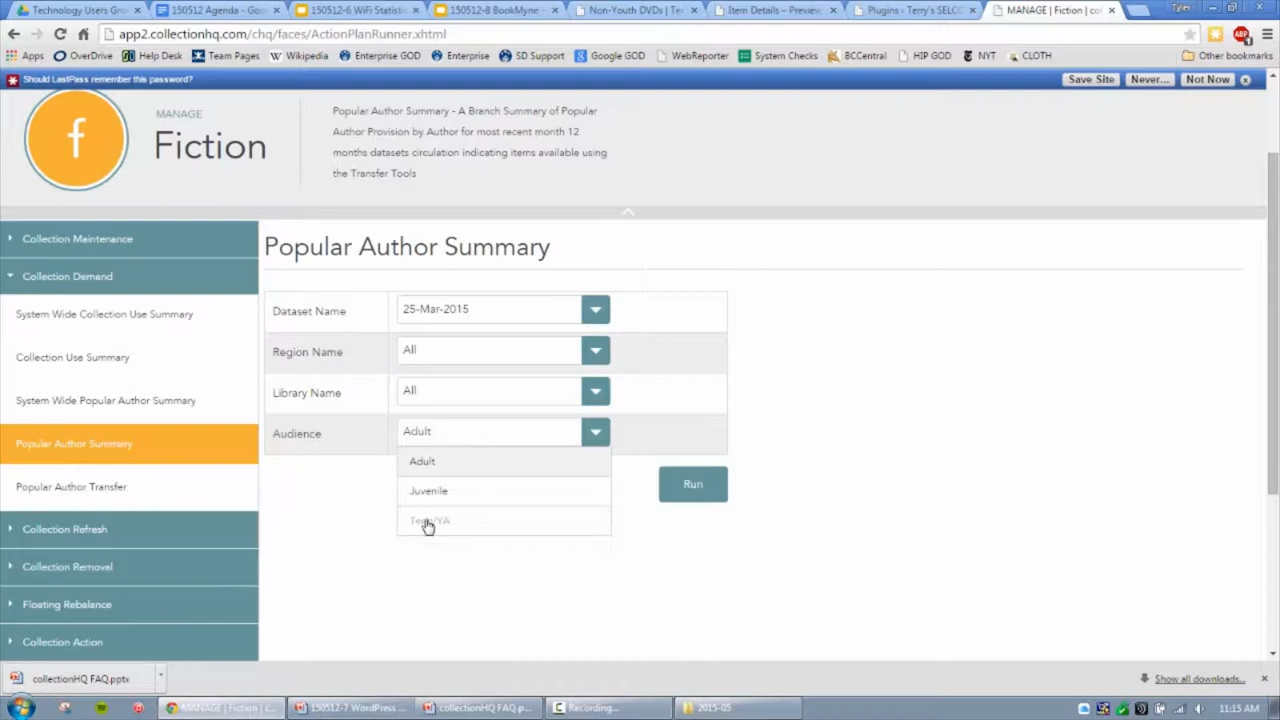 Technology Users Gro
150512 Agenda - Goo
150512-6 WiFi Statistic
150512-8 BookMyne -
Non-Youth DVDs | Te
Item Details – Preview
Plugins ‹ Terry's SELCO
MANAGE | Fiction | col
Tyler
app2.collectionhq.com/chq/faces/ActionPlanRunner.xhtml
Apps
OverDrive
Help Desk
Team Pages
Wikipedia
Enterprise GOD
Enterprise
SD Support
Google GOD
WebReporter
System Checks
BCCentral
HIP GOD
NYT
CLOTH
Other bookmarks
Should LastPass remember this password?
Save Site
Never...
Not Now
f
MANAGE
Fiction
Popular Author Summary - A Branch Summary of Popular
Author Provision by Author for most recent month 12
months datasets circulation indicating items available using
the Transfer Tools
Collection Maintenance
Collection Demand
System Wide Collection Use Summary
Collection Use Summary
System Wide Popular Author Summary
Popular Author Summary
Popular Author Transfer
Collection Refresh
Collection Removal
Floating Rebalance
Collection Action
Popular Author Summary
Dataset Name
25-Mar-2015
Region Name
All
Library Name
All
Audience
Adult
Adult
Juvenile
Teen/YA
Run
collectionHQ FAQ.pptx
Show all downloads...
MANAGE | Fiction | c...
150512-7 WordPress ...
collectionHQ FAQ.p...
Recording...
2015-05
11:15 AM